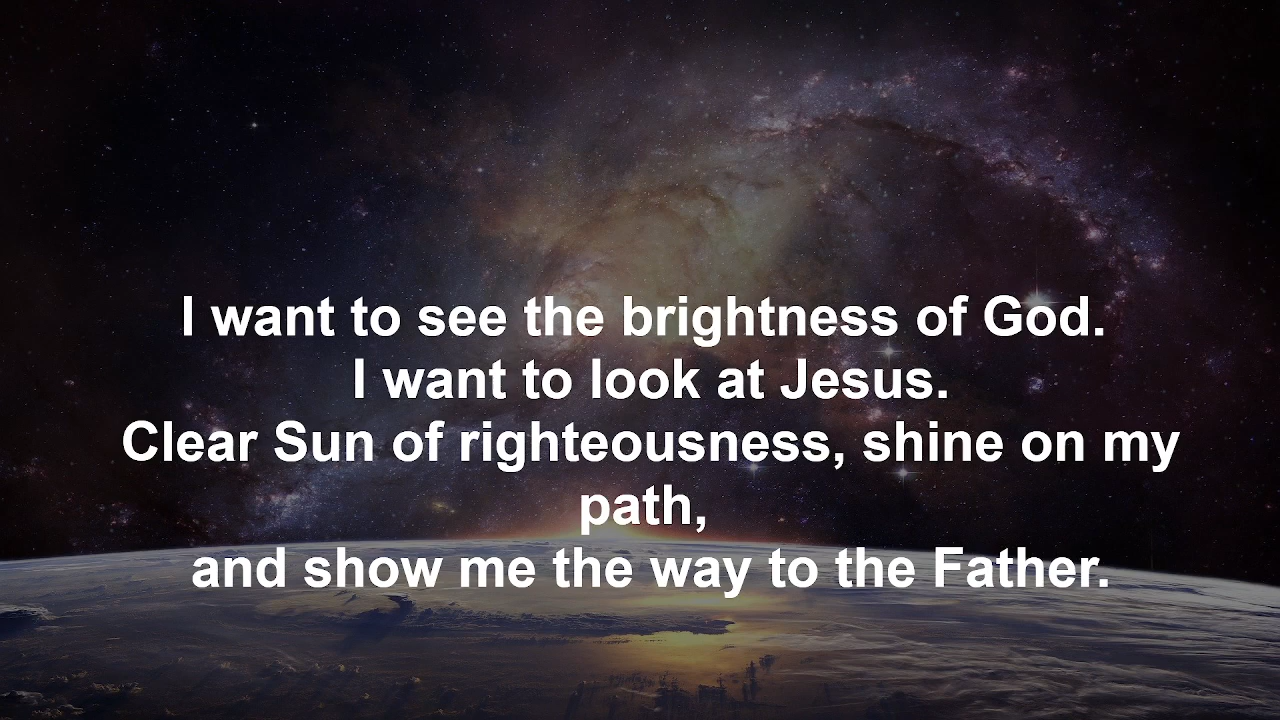 I want to see the brightness of God.
I want to look at Jesus.
Clear Sun of righteousness, shine on my
path,
and show me the way to the Father.